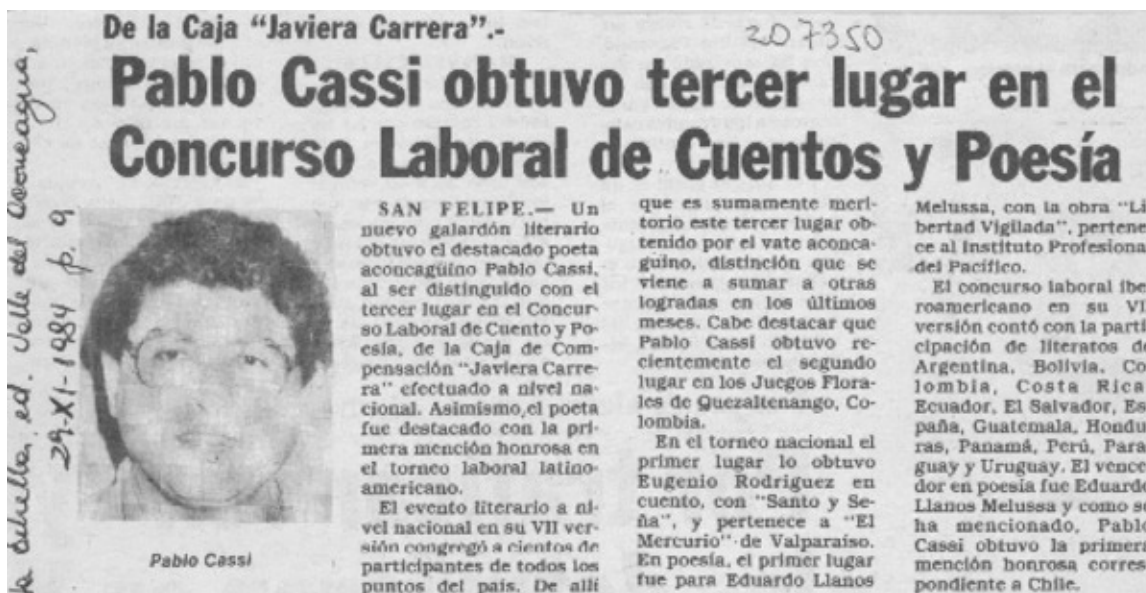 De la Caja "Javiera Carrera".-
207350
Pablo Cassi obtuvo tercer lugar en el
Concurso Laboral de Cuentos y Poesía
Estrella, ed. Valle del Aconcagua,
29-XI-1984 p. 9
Pablo Cassi
SAN FELIPE.— Un
nuevo galardón literario
obtuvo el destacado poeta
aconcagüino Pablo Cassi,
al ser distinguido con el
tercer lugar en el Concur-
so Laboral de Cuento y Po-
esía, de la Caja de Com-
pensación "Javiera Carre-
ra" efectuado a nivel na-
cional. Asimismo, el poeta
fue destacado con la pri-
mera mención honrosa en
el torneo laboral latino-
americano.
El evento literario a ni-
vel nacional en su VII ver-
sión congregó a cientos de
participantes de todos los
puntos del país. De allí
que es sumamente meri-
torio este tercer lugar ob-
tenido por el vate aconca-
güino, distinción que se
viene a sumar a otras
logradas en los últimos
meses. Cabe destacar que
Pablo Cassi obtuvo re-
cientemente el segundo
lugar en los Juegos Flora-
les de Quezaltenango, Co-
lombia.
En el torneo nacional el
primer lugar lo obtuvo
Eugenio Rodríguez en
cuento, con "Santo y Se-
ña", y pertenece a "El
Mercurio" de Valparaíso.
En poesía, el primer lugar
fue para Eduardo Llanos
Melussa, con la obra "Li
bertad Vigilada", pertene
ce al Instituto Profesiona
del Pacífico.
El concurso laboral ibe
roamericano en su VI
versión contó con la parti
cipación de literatos de
Argentina, Bolivia, Co
lombia, Costa Rica
Ecuador, El Salvador, Es
paña, Guatemala, Hondu
ras, Panamá, Perú, Para
guay y Uruguay. El vence
dor en poesía fue Eduardo
Llanos Melussa y como se
ha mencionado, Pablo
Cassi obtuvo la primera
mención honrosa corres
pondiente a Chile.